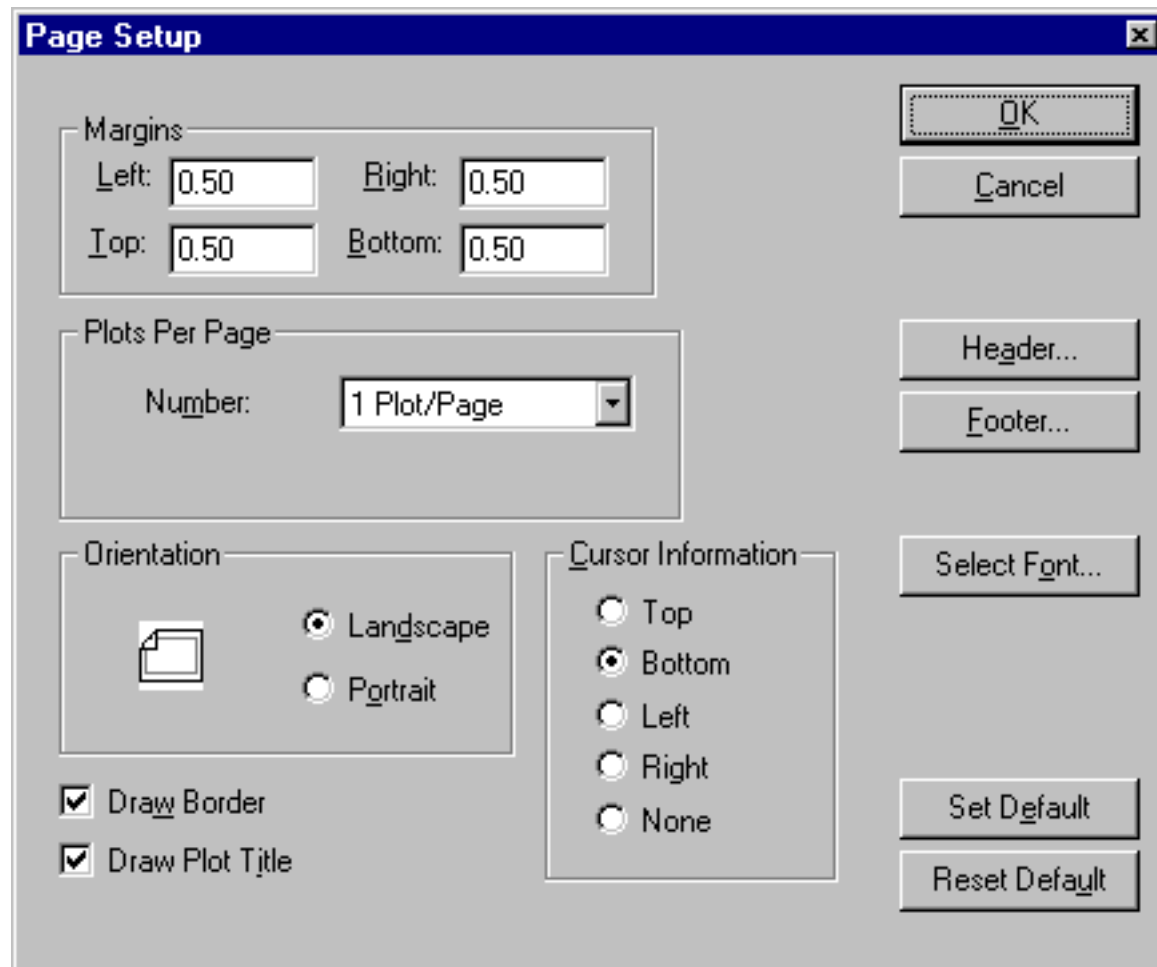 Page Setup
Margins
Left: 0.50 Right: 0.50
Top: 0.50 Bottom: 0.50
Plots Per Page
Number: 1 Plot/Page
Orientation
Landscape
Portrait
Cursor Information
Top
Bottom
Left
Right
None
Draw Border
Draw Plot Title
OK
Cancel
Header...
Footer...
Select Font...
Set Default
Reset Default